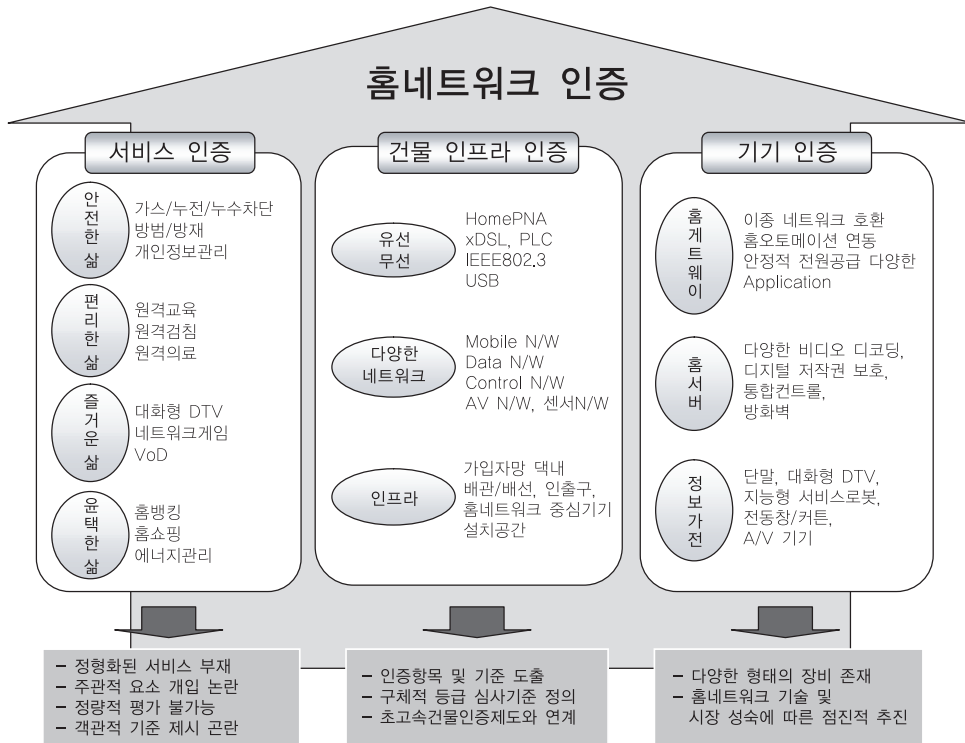 홈네트워크 인증
서비스 인증
안전한 삶
가스/누전/누수차단
방범/방재
개인정보관리
편리한 삶
원격교육
원격검침
원격의료
즐거운 삶
대화형 DTV
네트워크게임
VoD
윤택한 삶
홈뱅킹
홈쇼핑
에너지관리
– 정형화된 서비스 부재
– 주관적 요소 개입 논란
– 정량적 평가 불가능
– 객관적 기준 제시 곤란
건물 인프라 인증
유선
무선
HomePNA
xDSL, PLC
IEEE802.3
USB
다양한
네트워크
Mobile N/W
Data N/W
Control N/W
AV N/W, 센서N/W
인프라
가입자망 댁내
배관/배선, 인출구,
홈네트워크 중심기기
설치공간
– 인증항목 및 기준 도출
– 구체적 등급 심사기준 정의
– 초고속건물인증제도와 연계
기기 인증
홈게트웨이
이종 네트워크 호환
홈오토메이션 연동
안정적 전원공급 다양한
Application
홈서버
다양한 비디오 디코딩,
디지털 저작권 보호,
통합컨트롤,
방화벽
정보가전
단말, 대화형 DTV,
지능형 서비스로봇,
전동창/커튼,
A/V 기기
– 다양한 형태의 장비 존재
– 홈네트워크 기술 및
시장 성숙에 따른 점진적 추진